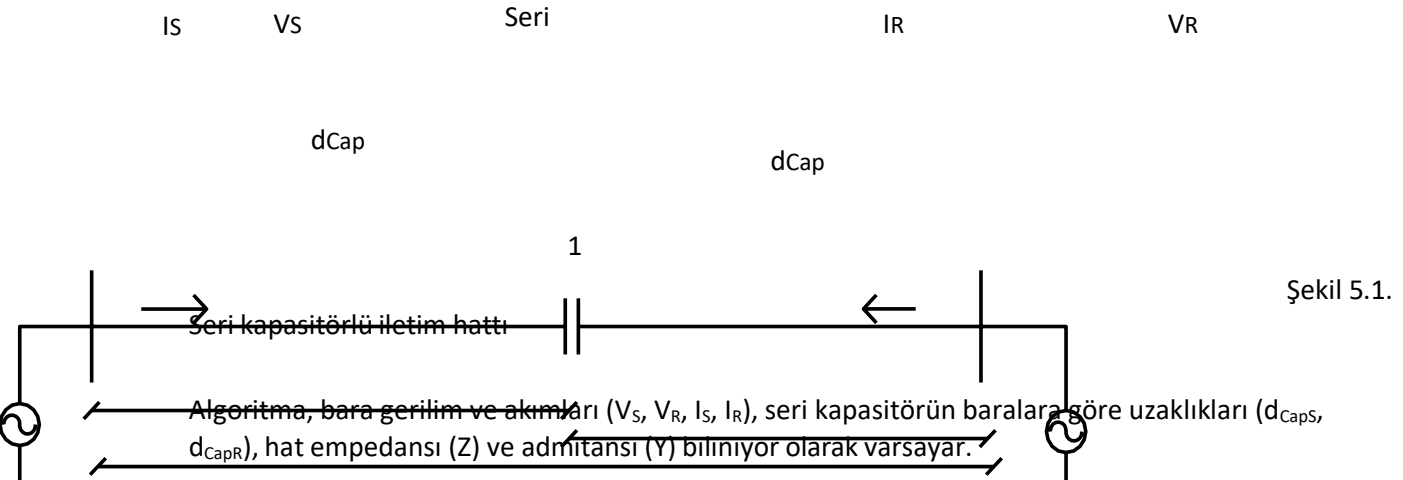 Is Vs Seri IR VR
dCap
dCap
1
Şekil 5.1.
Seri kapasitörlü iletim hattı
Algoritma, bara gerilim ve akımları (VS, VR, IS, IR), seri kapasitörün baralara göre uzaklıkları (dCapS,
dCapR), hat empedansı (Z) ve admitansı (Y) biliniyor olarak varsayar.